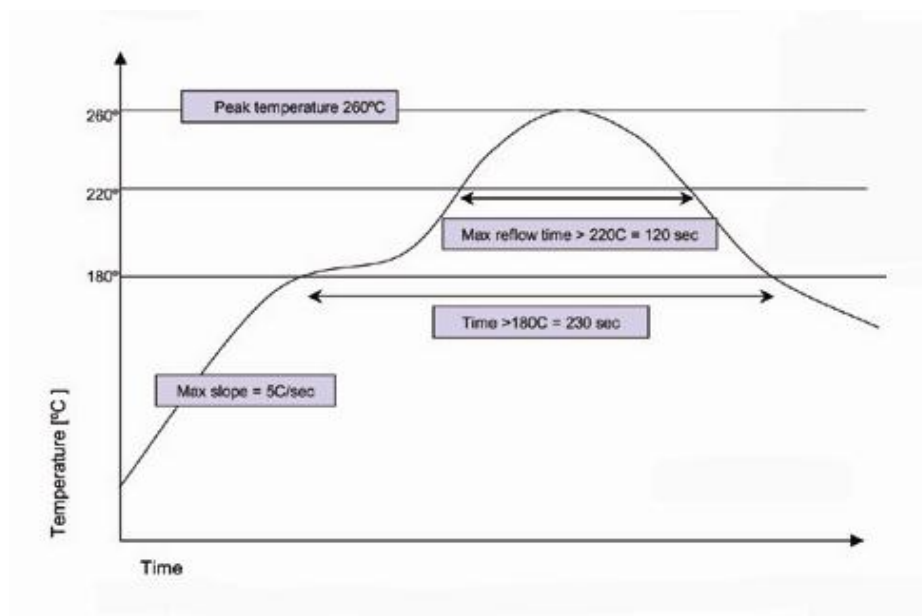 Peak temperature 260ºC
260º
220º
Max reflow time > 220C = 120 sec
180º
Time >180C = 230 sec
Max slope = 5C/sec
Temperature [ºC ]
Time